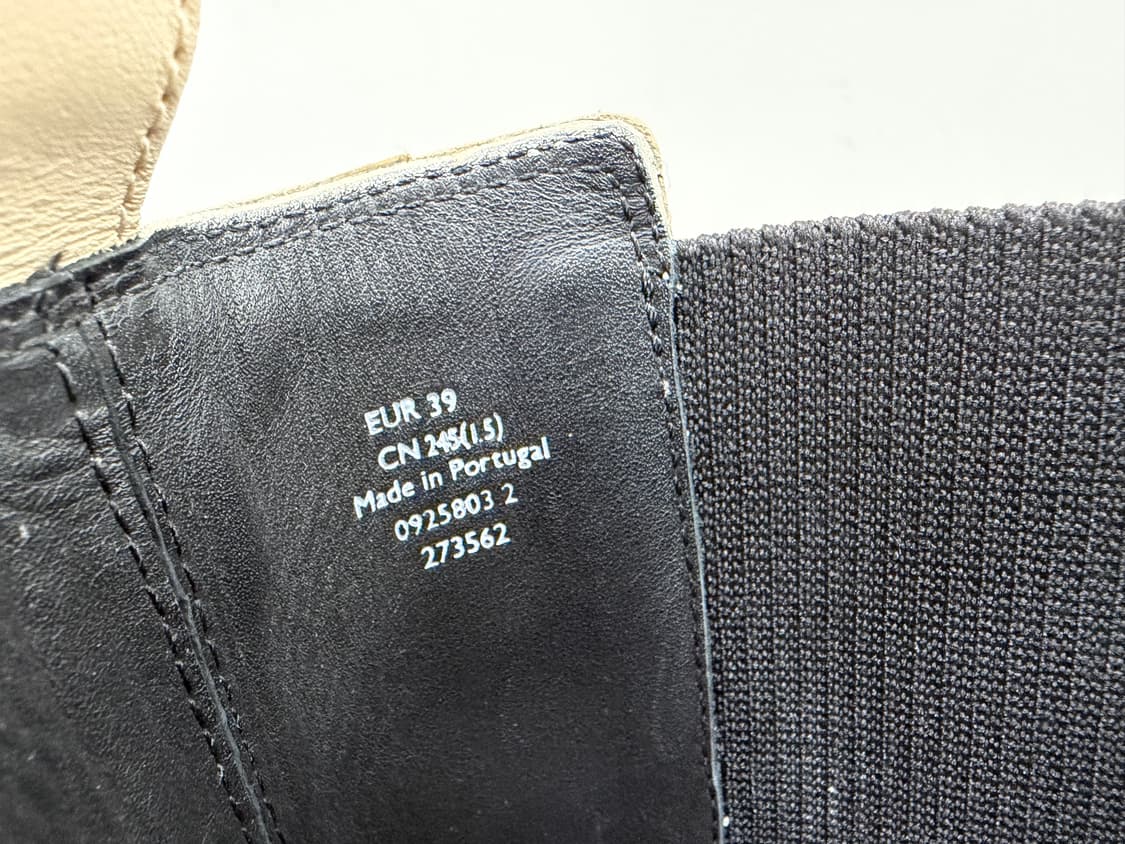 EUR 39
CN 245(1.5)
Made in Portugal
0925803 2
273562